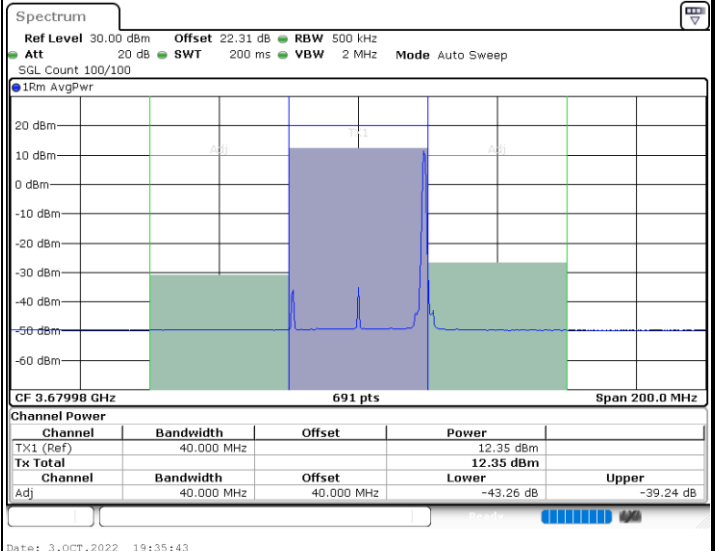 Spectrum
Ref Level 30.00 dBm Offset 22.31 dB RBW 500 kHz
Att 20 dB SWT 200 ms VBW 2 MHz Mode Auto Sweep
SGL Count 100/100
1Rm AvgPwr
20 dBm
TX1
Adj Adj
10 dBm
0 dBm
-10 dBm
-20 dBm
-30 dBm
-40 dBm
-50 dBm
-60 dBm
CF 3.67998 GHz 691 pts Span 200.0 MHz
Channel Power
Channel Bandwidth Offset Power
TX1 (Ref) 40.000 MHz 12.35 dBm
Tx Total 12.35 dBm
Channel Bandwidth Offset Lower Upper
Adj 40.000 MHz 40.000 MHz -43.26 dB -39.24 dB
Ready
Date: 3.OCT.2022 19:35:43